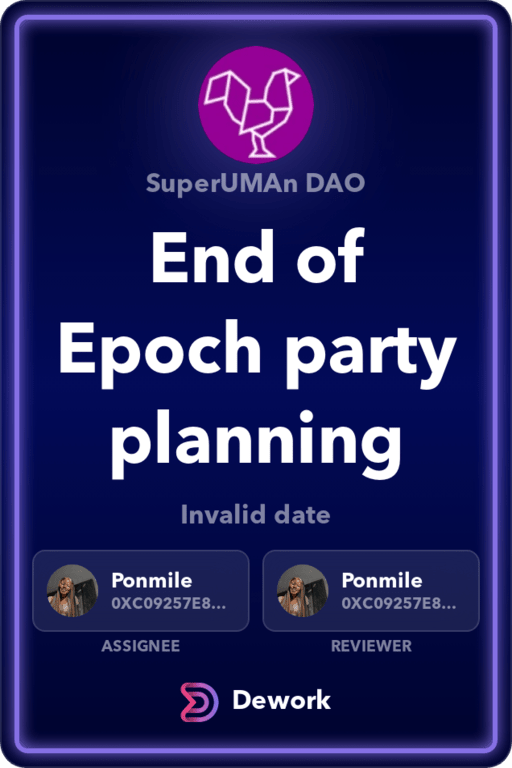 SuperUMAn DAO
End of
Epoch party
planning
Invalid date
Ponmile
0XC09257E8...
ASSIGNEE
Ponmile
0XC09257E8...
REVIEWER
Dework